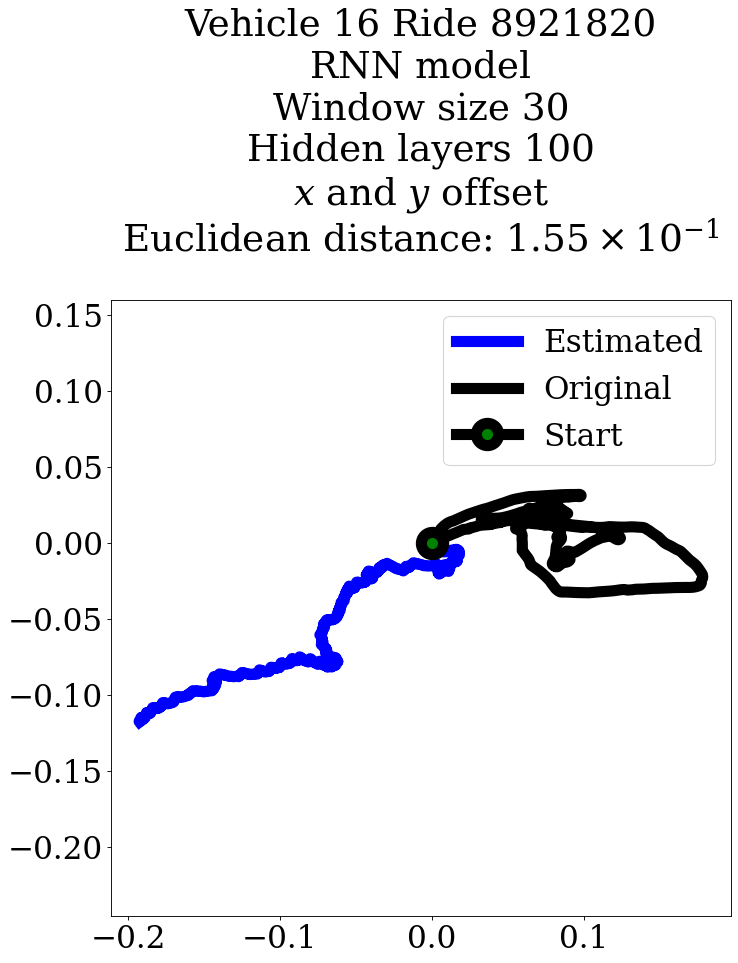 Vehicle 16 Ride 8921820
RNN model
Window size 30
Hidden layers 100
x and y offset
Euclidean distance: 1.55 × 10⁻¹
Estimated
Original
Start
0.15
0.10
0.05
0.00
−0.05
−0.10
−0.15
−0.20
−0.2
−0.1
0.0
0.1